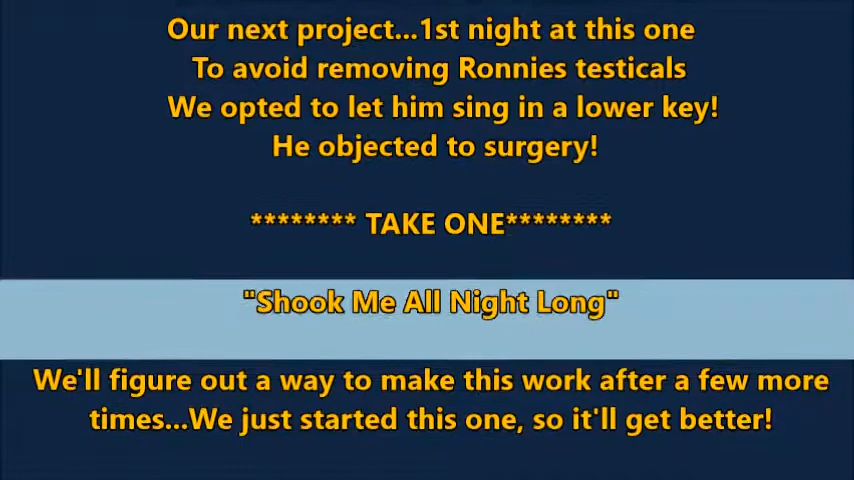 Our next project...1st night at this one
To avoid removing Ronnies testicals
We opted to let him sing in a lower key!
He objected to surgery!
******** TAKE ONE********
"Shook Me All Night Long"
We'll figure out a way to make this work after a few more
times...We just started this one, so it'll get better!